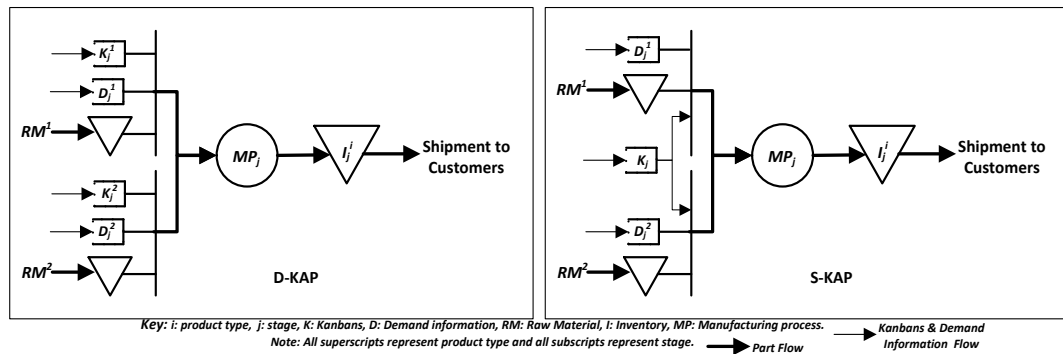 K_j^1
D_j^1
RM^1
K_j^2
D_j^2
RM^2
MP_j
I_j^i
Shipment to
Customers
D-KAP
D_j^1
RM^1
K_j
D_j^2
RM^2
MP_j
I_j^i
Shipment to
Customers
S-KAP
Key: i: product type, j: stage, K: Kanbans, D: Demand information, RM: Raw Material, I: Inventory, MP: Manufacturing process.
Note: All superscripts represent product type and all subscripts represent stage.
Part Flow
Kanbans & Demand
Information Flow